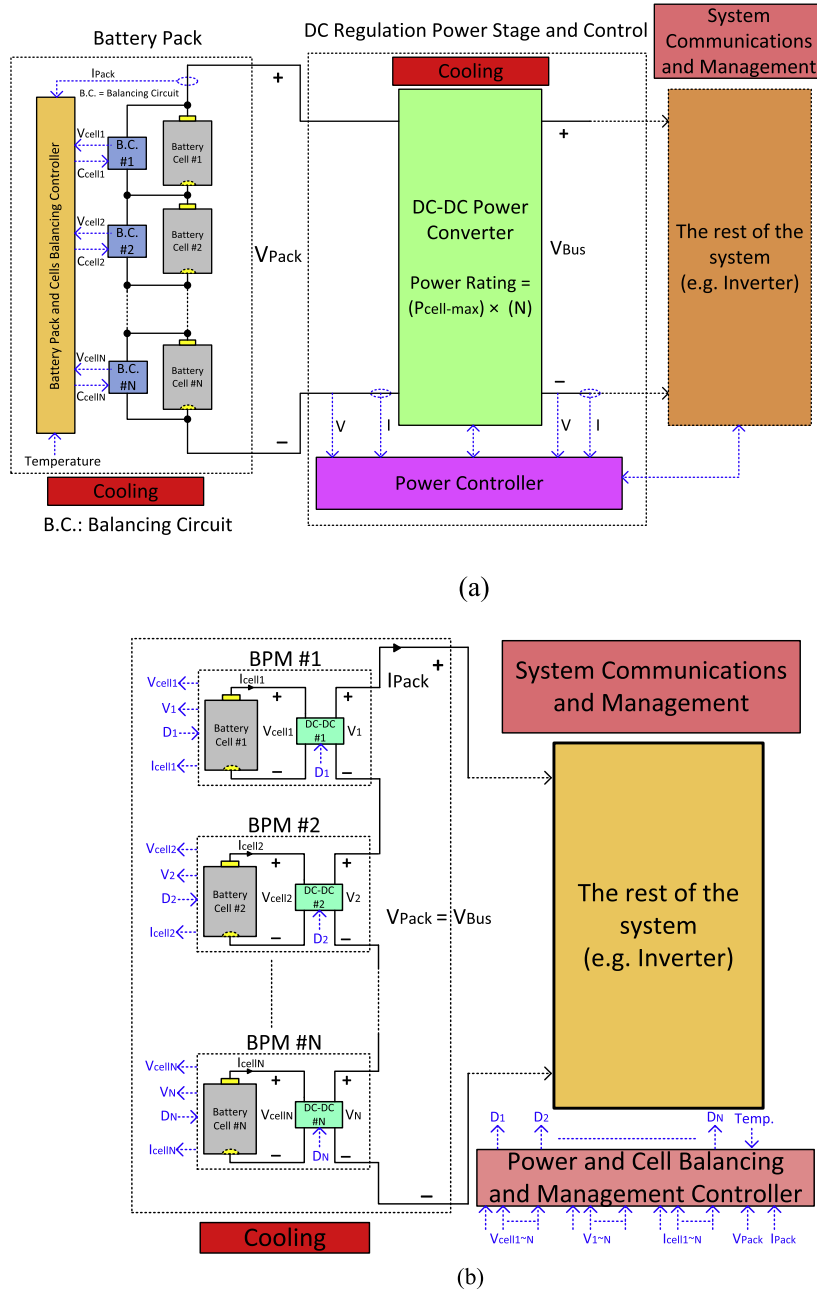 Battery Pack
DC Regulation Power Stage and Control
System
Communications
and Management
IPack
B.C. = Balancing Circuit
+
Cooling
Battery Pack and Cells Balancing Controller
Vcell1
Ccell1
B.C.
#1
Battery
Cell #1
Vcell2
Ccell2
B.C.
#2
Battery
Cell #2
VcellN
CcellN
B.C.
#N
Battery
Cell #N
VPack
DC-DC Power
Converter
Power Rating =
(Pcell-max) × (N)
+
VBus
The rest of the
system
(e.g. Inverter)
–
–
V
I
V
I
Temperature
Power Controller
Cooling
B.C.: Balancing Circuit
(a)
BPM #1
Vcell1
V1
D1
Icell1
Icell1
Battery
Cell #1
+
Vcell1
–
DC-DC
#1
D1
+
V1
–
IPack
+
System Communications
and Management
BPM #2
Vcell2
V2
D2
Icell2
Icell2
Battery
Cell #2
+
Vcell2
–
DC-DC
#2
D2
+
V2
–
VPack = VBus
The rest of the
system
(e.g. Inverter)
BPM #N
VcellN
VN
DN
IcellN
IcellN
Battery
Cell #N
+
VcellN
–
DC-DC
#N
DN
+
VN
–
–
D1
D2
DN
Temp.
Power and Cell Balancing
and Management Controller
Vcell1~N
V1~N
Icell1~N
VPack
IPack
Cooling
(b)